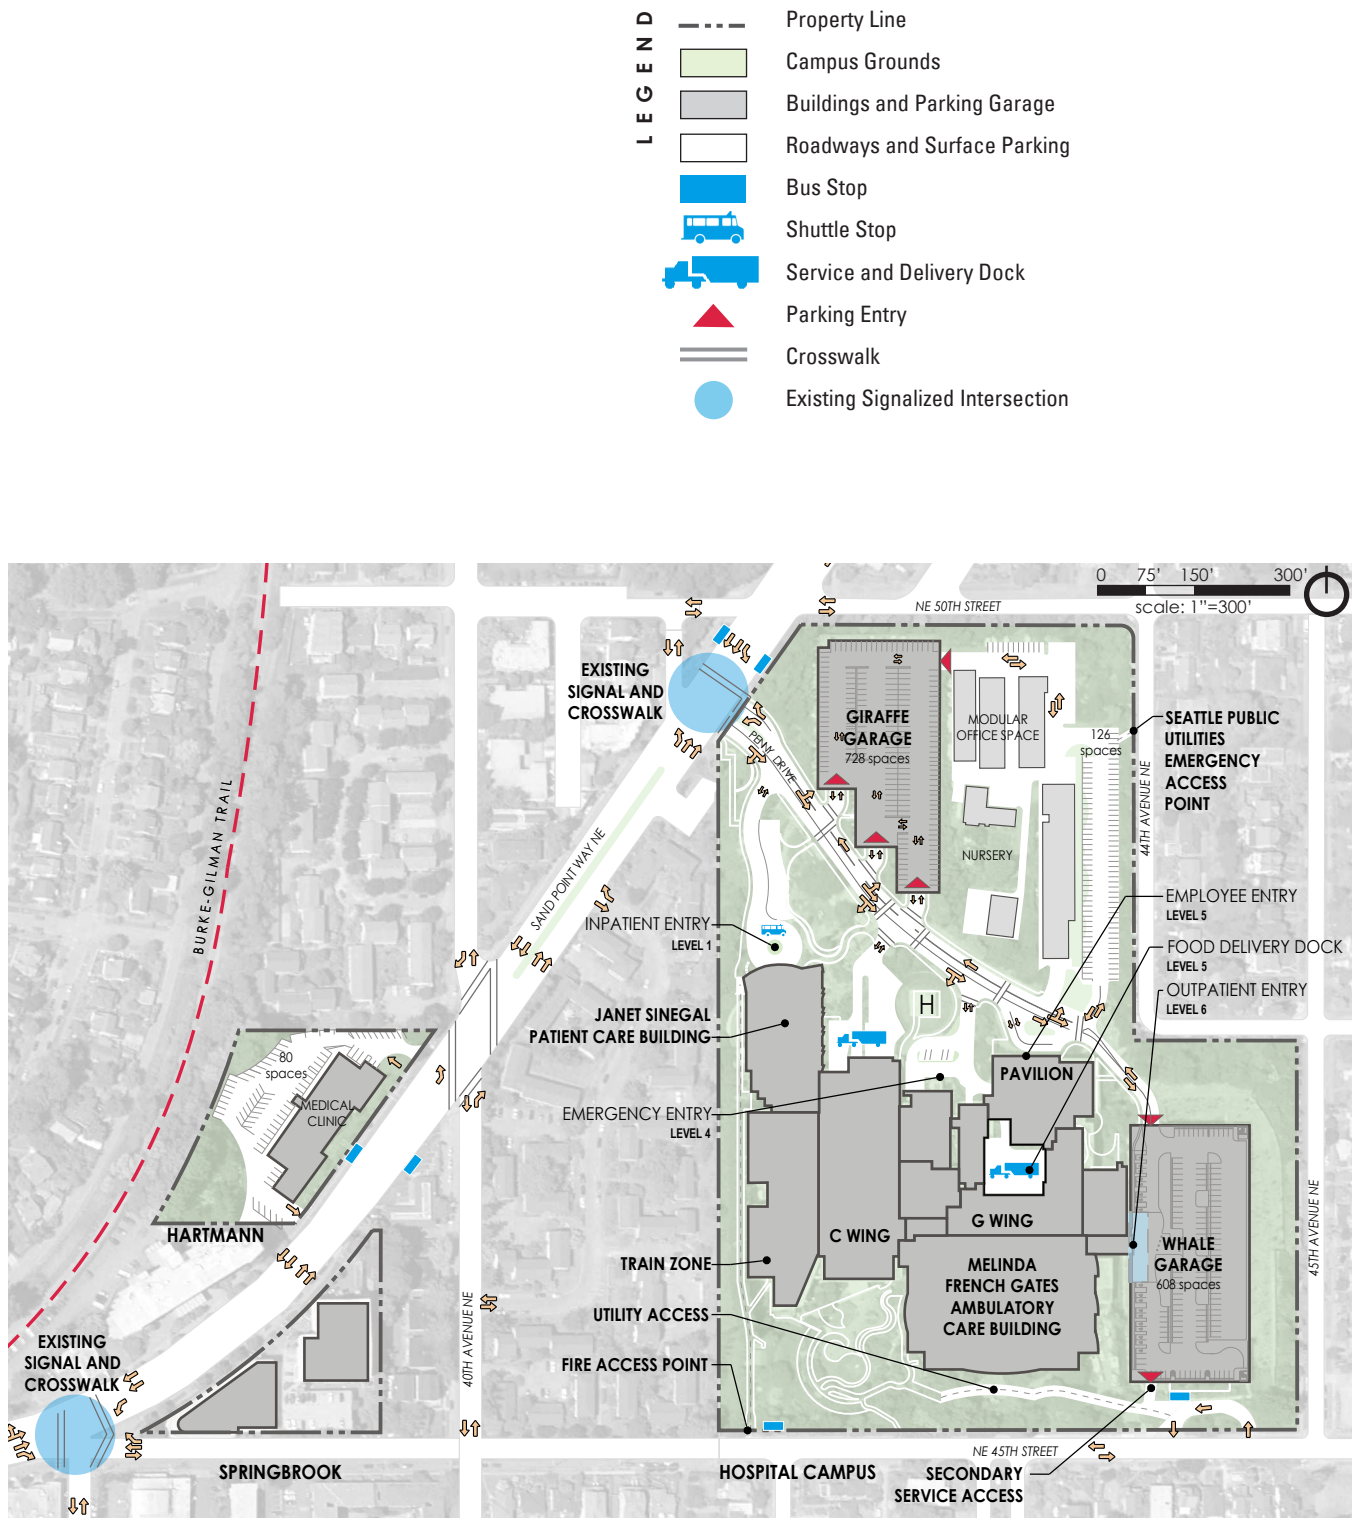 LEGEND
Property Line
Campus Grounds
Buildings and Parking Garage
Roadways and Surface Parking
Bus Stop
Shuttle Stop
Service and Delivery Dock
Parking Entry
Crosswalk
Existing Signalized Intersection
0 75' 150' 300'
scale: 1"=300'
NE 50TH STREET
EXISTING
SIGNAL AND
CROSSWALK
PENNY DRIVE
GIRAFFE
GARAGE
728 spaces
MODULAR
OFFICE SPACE
126
spaces
SEATTLE PUBLIC
UTILITIES
EMERGENCY
ACCESS
POINT
44TH AVENUE NE
BURKE-GILMAN TRAIL
SAND POINT WAY NE
NURSERY
EMPLOYEE ENTRY
LEVEL 5
INPATIENT ENTRY
LEVEL 1
FOOD DELIVERY DOCK
LEVEL 5
OUTPATIENT ENTRY
LEVEL 6
H
JANET SINEGAL
PATIENT CARE BUILDING
80
spaces
MEDICAL
CLINIC
PAVILION
EMERGENCY ENTRY
LEVEL 4
HARTMANN
C WING
G WING
TRAIN ZONE
WHALE
GARAGE
608 spaces
45TH AVENUE NE
MELINDA
FRENCH GATES
AMBULATORY
CARE BUILDING
UTILITY ACCESS
40TH AVENUE NE
EXISTING
SIGNAL AND
CROSSWALK
FIRE ACCESS POINT
NE 45TH STREET
SPRINGBROOK
HOSPITAL CAMPUS
SECONDARY
SERVICE ACCESS